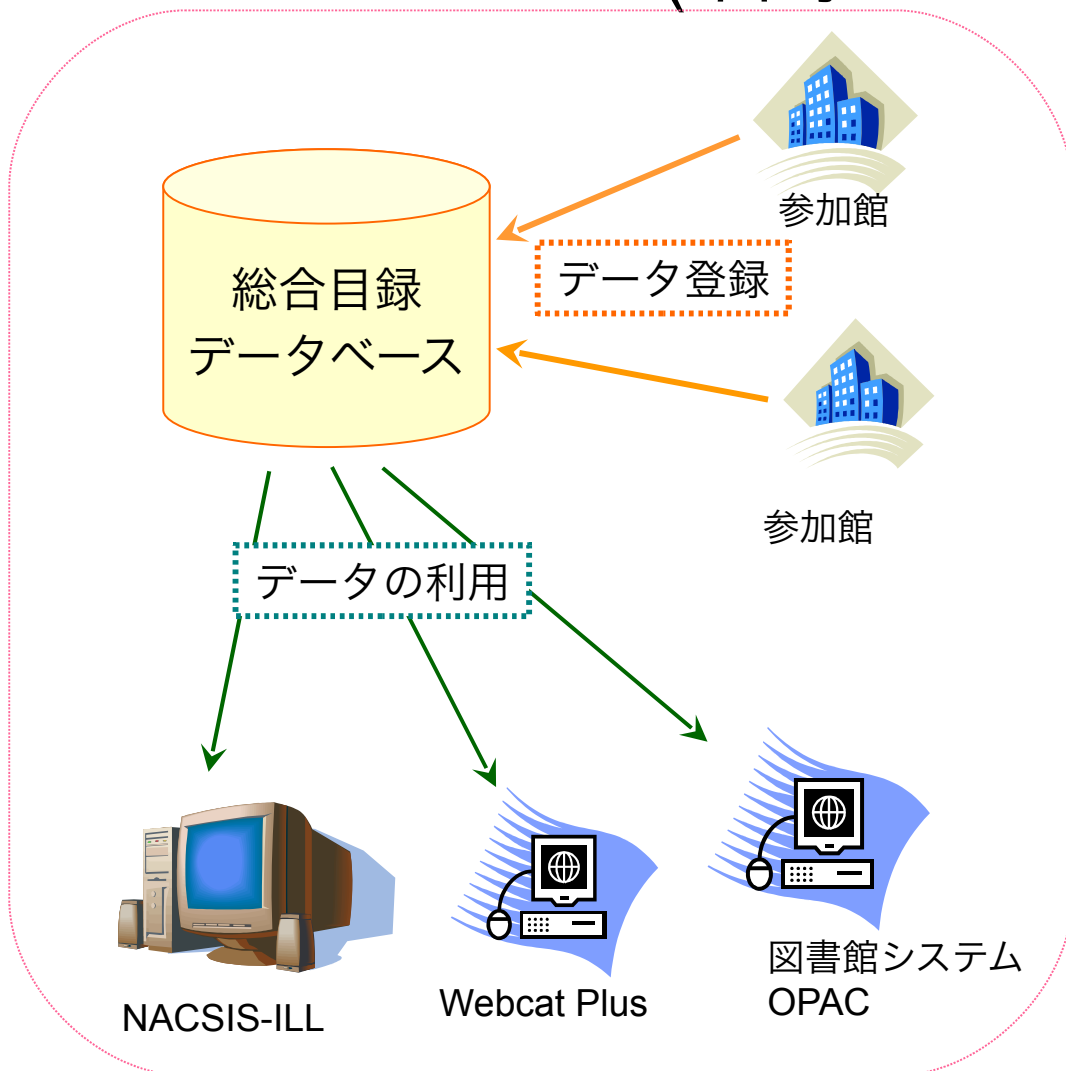 参加館
総合目録
データベース
データ登録
参加館
データの利用
NACSIS-ILL
Webcat Plus
図書館システム
OPAC